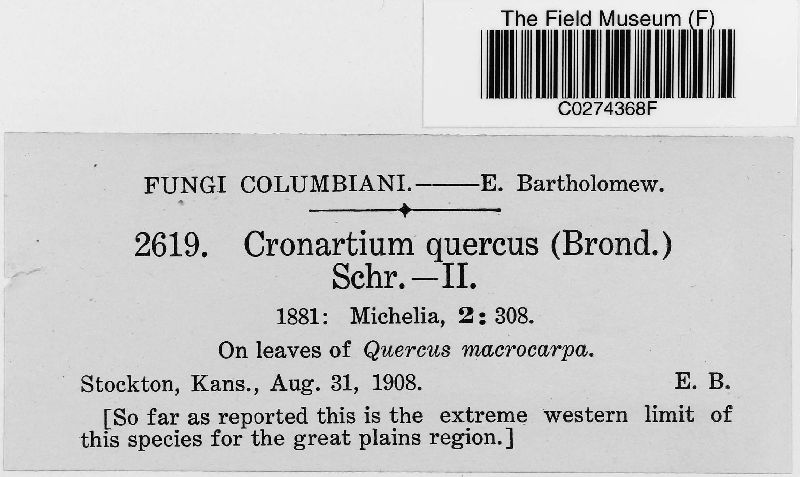 The Field Museum (F)
C0274368F
FUNGI COLUMBIANI.——E. Bartholomew.
2619. Cronartium quercus (Brond.)
Schr.—II.
1881: Michelia, 2: 308.
On leaves of Quercus macrocarpa.
Stockton, Kans., Aug. 31, 1908. E. B.
[So far as reported this is the extreme western limit of
this species for the great plains region.]